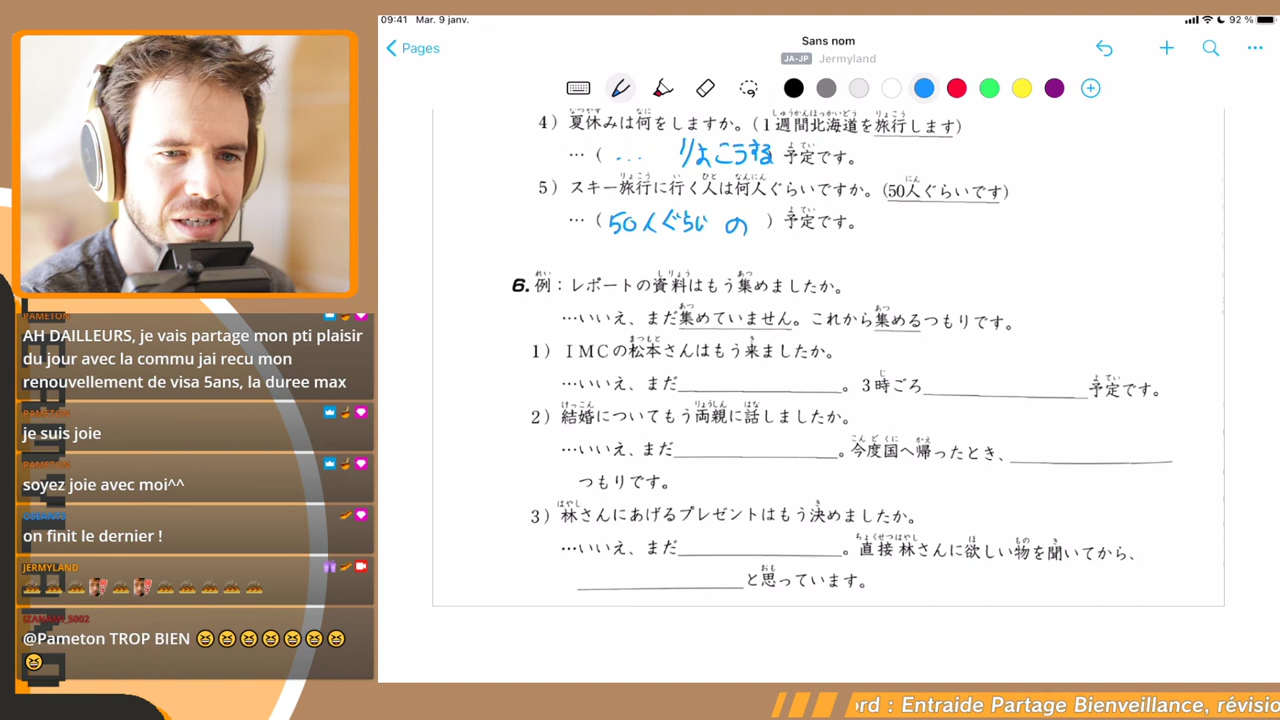 09:41 Mar. 9 janv.
92 %
Pages
Sans nom
JA-JP Jermyland
4) 夏休みは何をしますか。(1週間北海道を旅行します)
… ( … りょこうする 予定です。
5) スキー旅行に行く人は何人ぐらいですか。(50人ぐらいです)
… ( 50人ぐらい の ) 予定です。
6. 例：レポートの資料はもう集めましたか。
…いいえ、まだ集めていません。これから集めるつもりです。
1) IMCの松本さんはもう来ましたか。
…いいえ、まだ＿＿＿＿＿＿。3時ごろ＿＿＿＿＿＿予定です。
2) 結婚についてもう両親に話しましたか。
…いいえ、まだ＿＿＿＿＿＿。今度国へ帰ったとき、＿＿＿＿＿＿
つもりです。
3) 林さんにあげるプレゼントはもう決めましたか。
…いいえ、まだ＿＿＿＿＿＿。直接林さんに欲しい物を聞いてから、
＿＿＿＿＿＿と思っています。
PAMETON
AH DAILLEURS, je vais partage mon pti plaisir
du jour avec la commu jai recu mon
renouvellement de visa 5ans, la duree max
PAMETON
je suis joie
PAMETON
soyez joie avec moi^^
on finit le dernier !
JERMYLAND
@Pameton TROP BIEN 😆😆😆😆😆😆😆
😆
ord : Entraide Partage Bienveillance, révisio